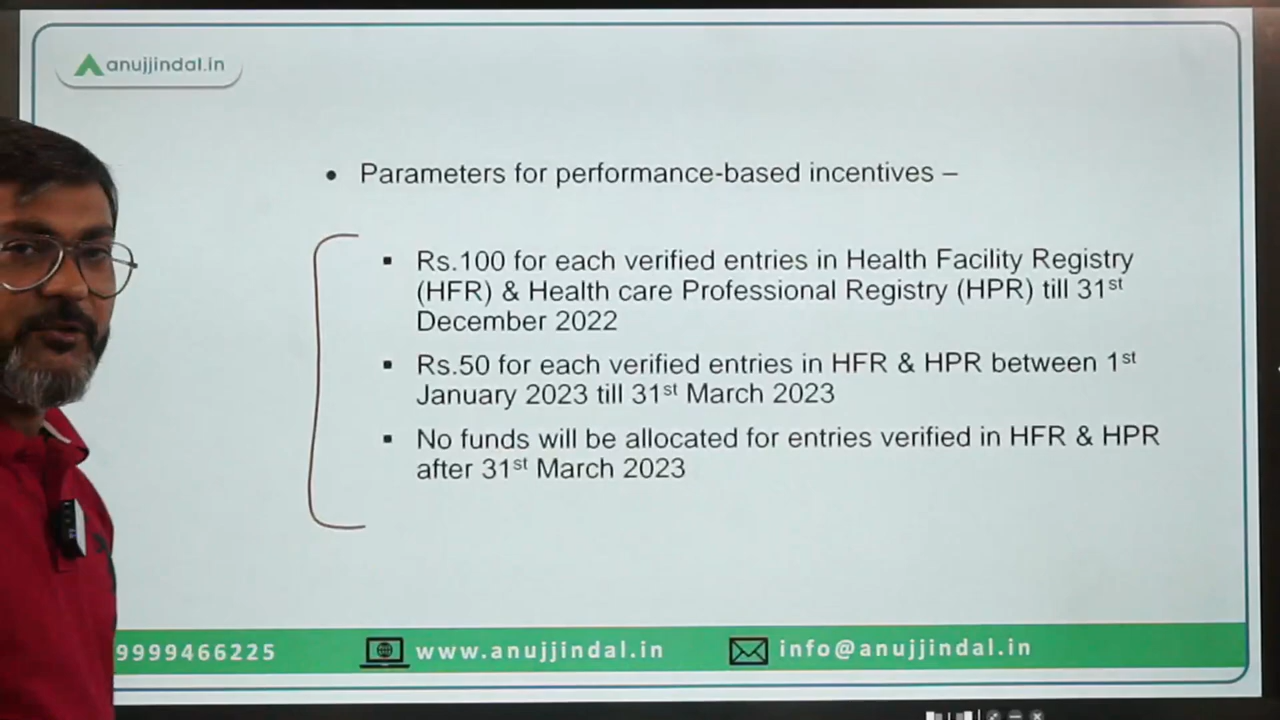 anujjindal.in
• Parameters for performance-based incentives –
▪ Rs.100 for each verified entries in Health Facility Registry
(HFR) & Health care Professional Registry (HPR) till 31st
December 2022
▪ Rs.50 for each verified entries in HFR & HPR between 1st
January 2023 till 31st March 2023
▪ No funds will be allocated for entries verified in HFR & HPR
after 31st March 2023
9999466225 www.anujjindal.in info@anujjindal.in